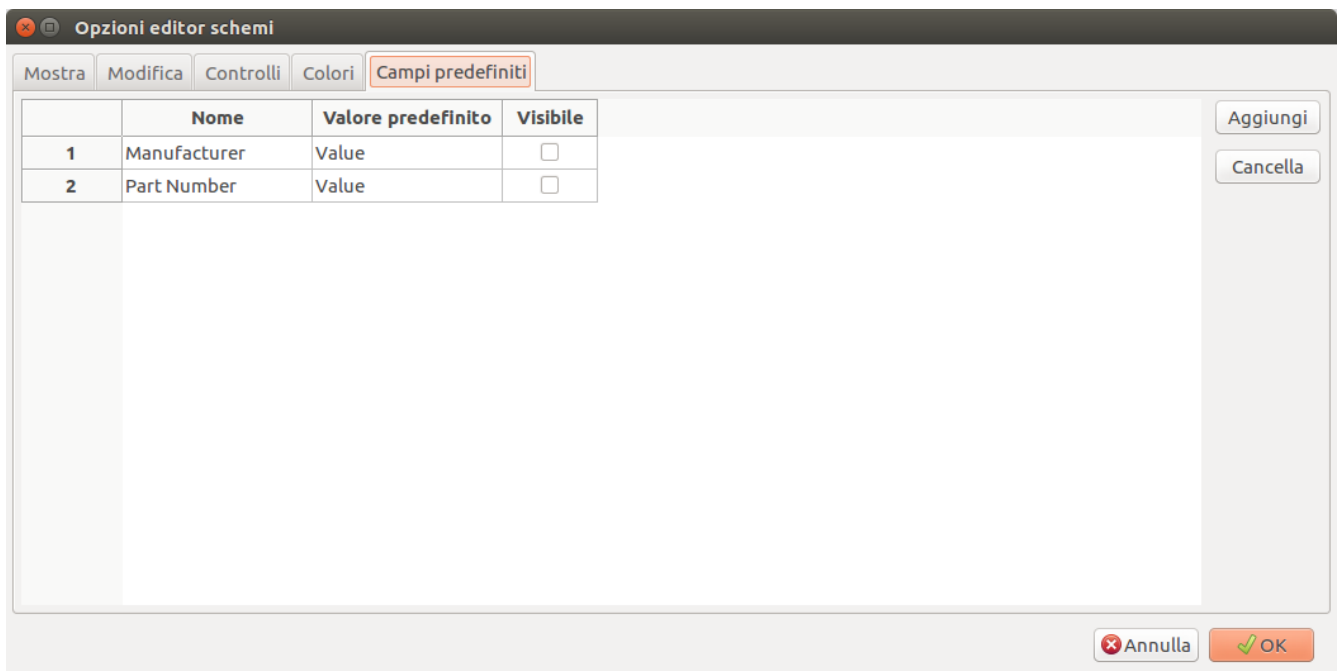 Opzioni editor schemi
Mostra Modifica Controlli Colori Campi predefiniti
Nome Valore predefinito Visibile
1 Manufacturer Value
2 Part Number Value
Aggiungi
Cancella
Annulla OK